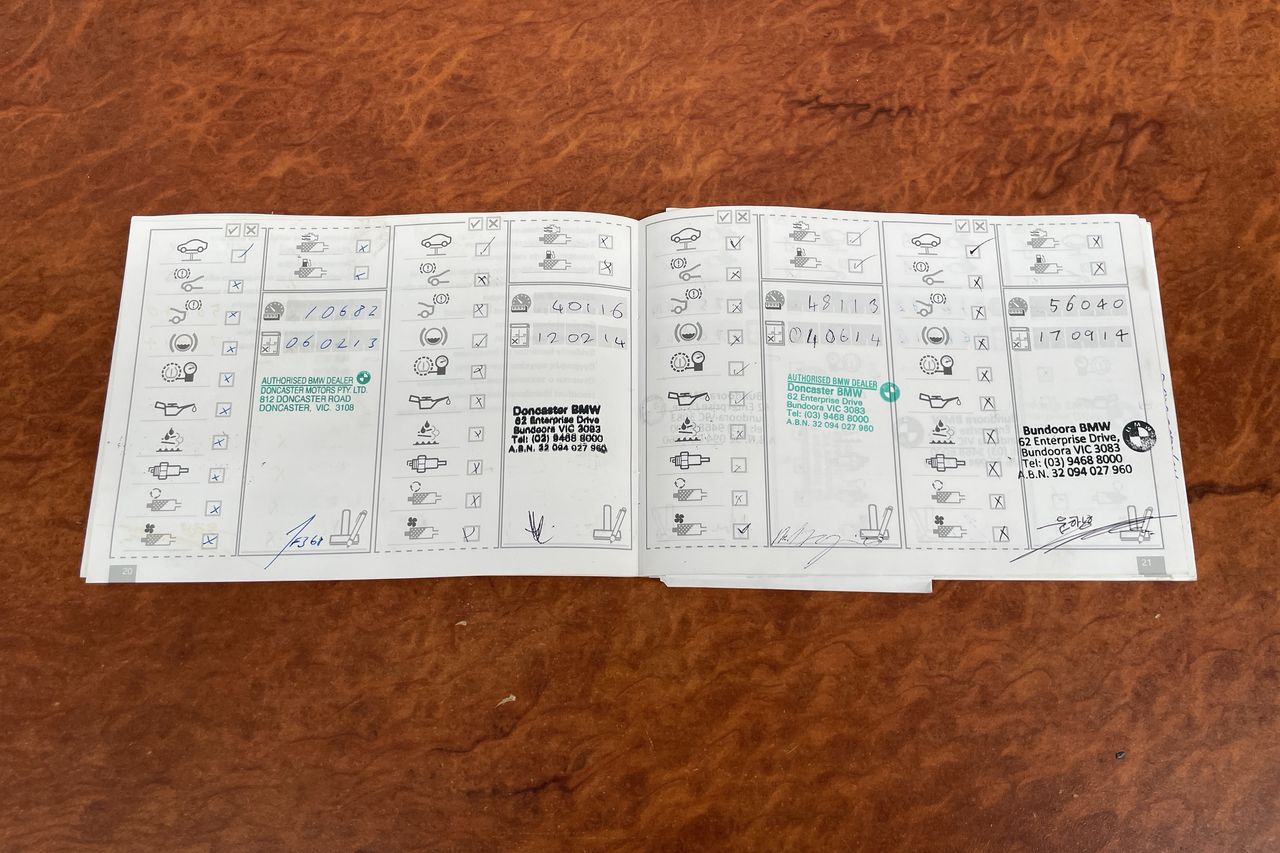 10682
060213
AUTHORISED BMW DEALER
DONCASTER MOTORS PTY. LTD.
812 DONCASTER ROAD
DONCASTER, VIC. 3108
20
40116
120214
Doncaster BMW
62 Enterprise Drive
Bundoora VIC 3083
Tel: (03) 9468 8000
A.B.N. 32 094 027 960
48113
040614
AUTHORISED BMW DEALER
Doncaster BMW
62 Enterprise Drive
Bundoora VIC 3083
Tel: (03) 9468 8000
A.B.N. 32 094 027 960
56040
170914
Bundoora BMW
62 Enterprise Drive,
Bundoora VIC 3083
Tel: (03) 9468 8000
A.B.N. 32 094 027 960
21